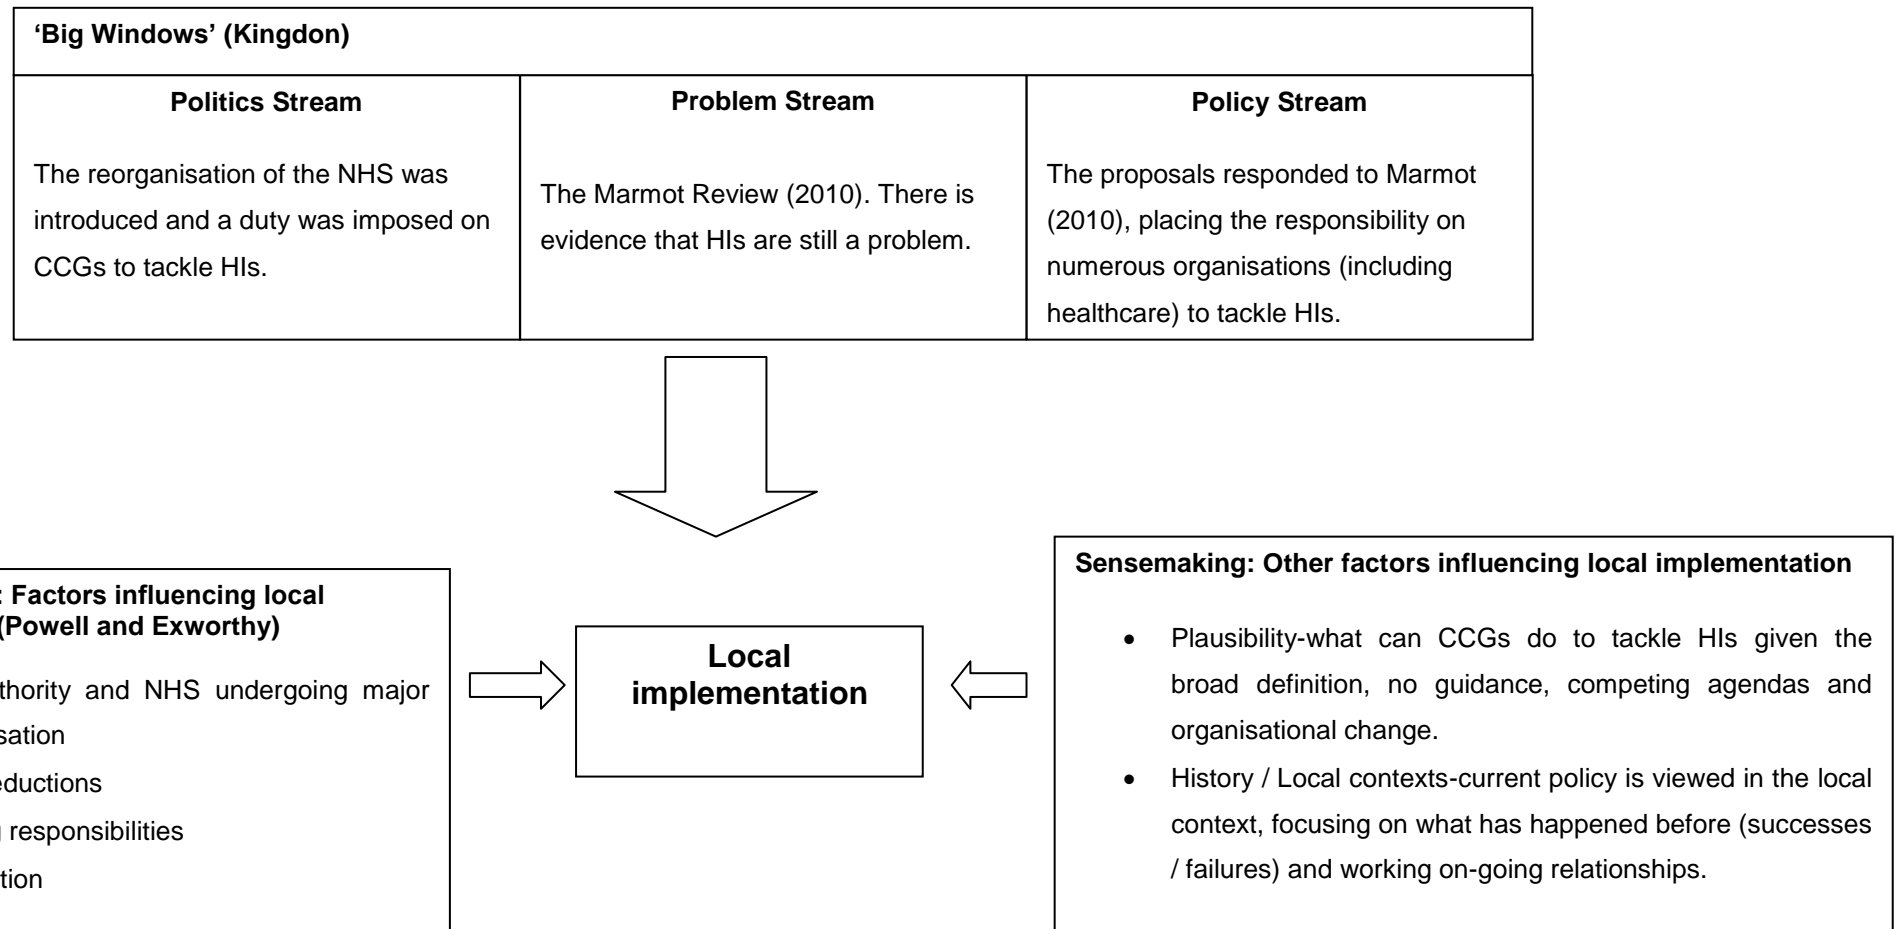 ‘Big Windows’ (Kingdon)
Politics Stream
The reorganisation of the NHS was
introduced and a duty was imposed on
CCGs to tackle HIs.
Problem Stream
The Marmot Review (2010). There is
evidence that HIs are still a problem.
Policy Stream
The proposals responded to Marmot
(2010), placing the responsibility on
numerous organisations (including
healthcare) to tackle HIs.
: Factors influencing local
(Powell and Exworthy)
and NHS undergoing major
responsibilities
Local
implementation
Sensemaking: Other factors influencing local implementation
• Plausibility-what can CCGs do to tackle HIs given the
broad definition, no guidance, competing agendas and
organisational change.
• History / Local contexts-current policy is viewed in the local
context, focusing on what has happened before (successes
/ failures) and working on-going relationships.